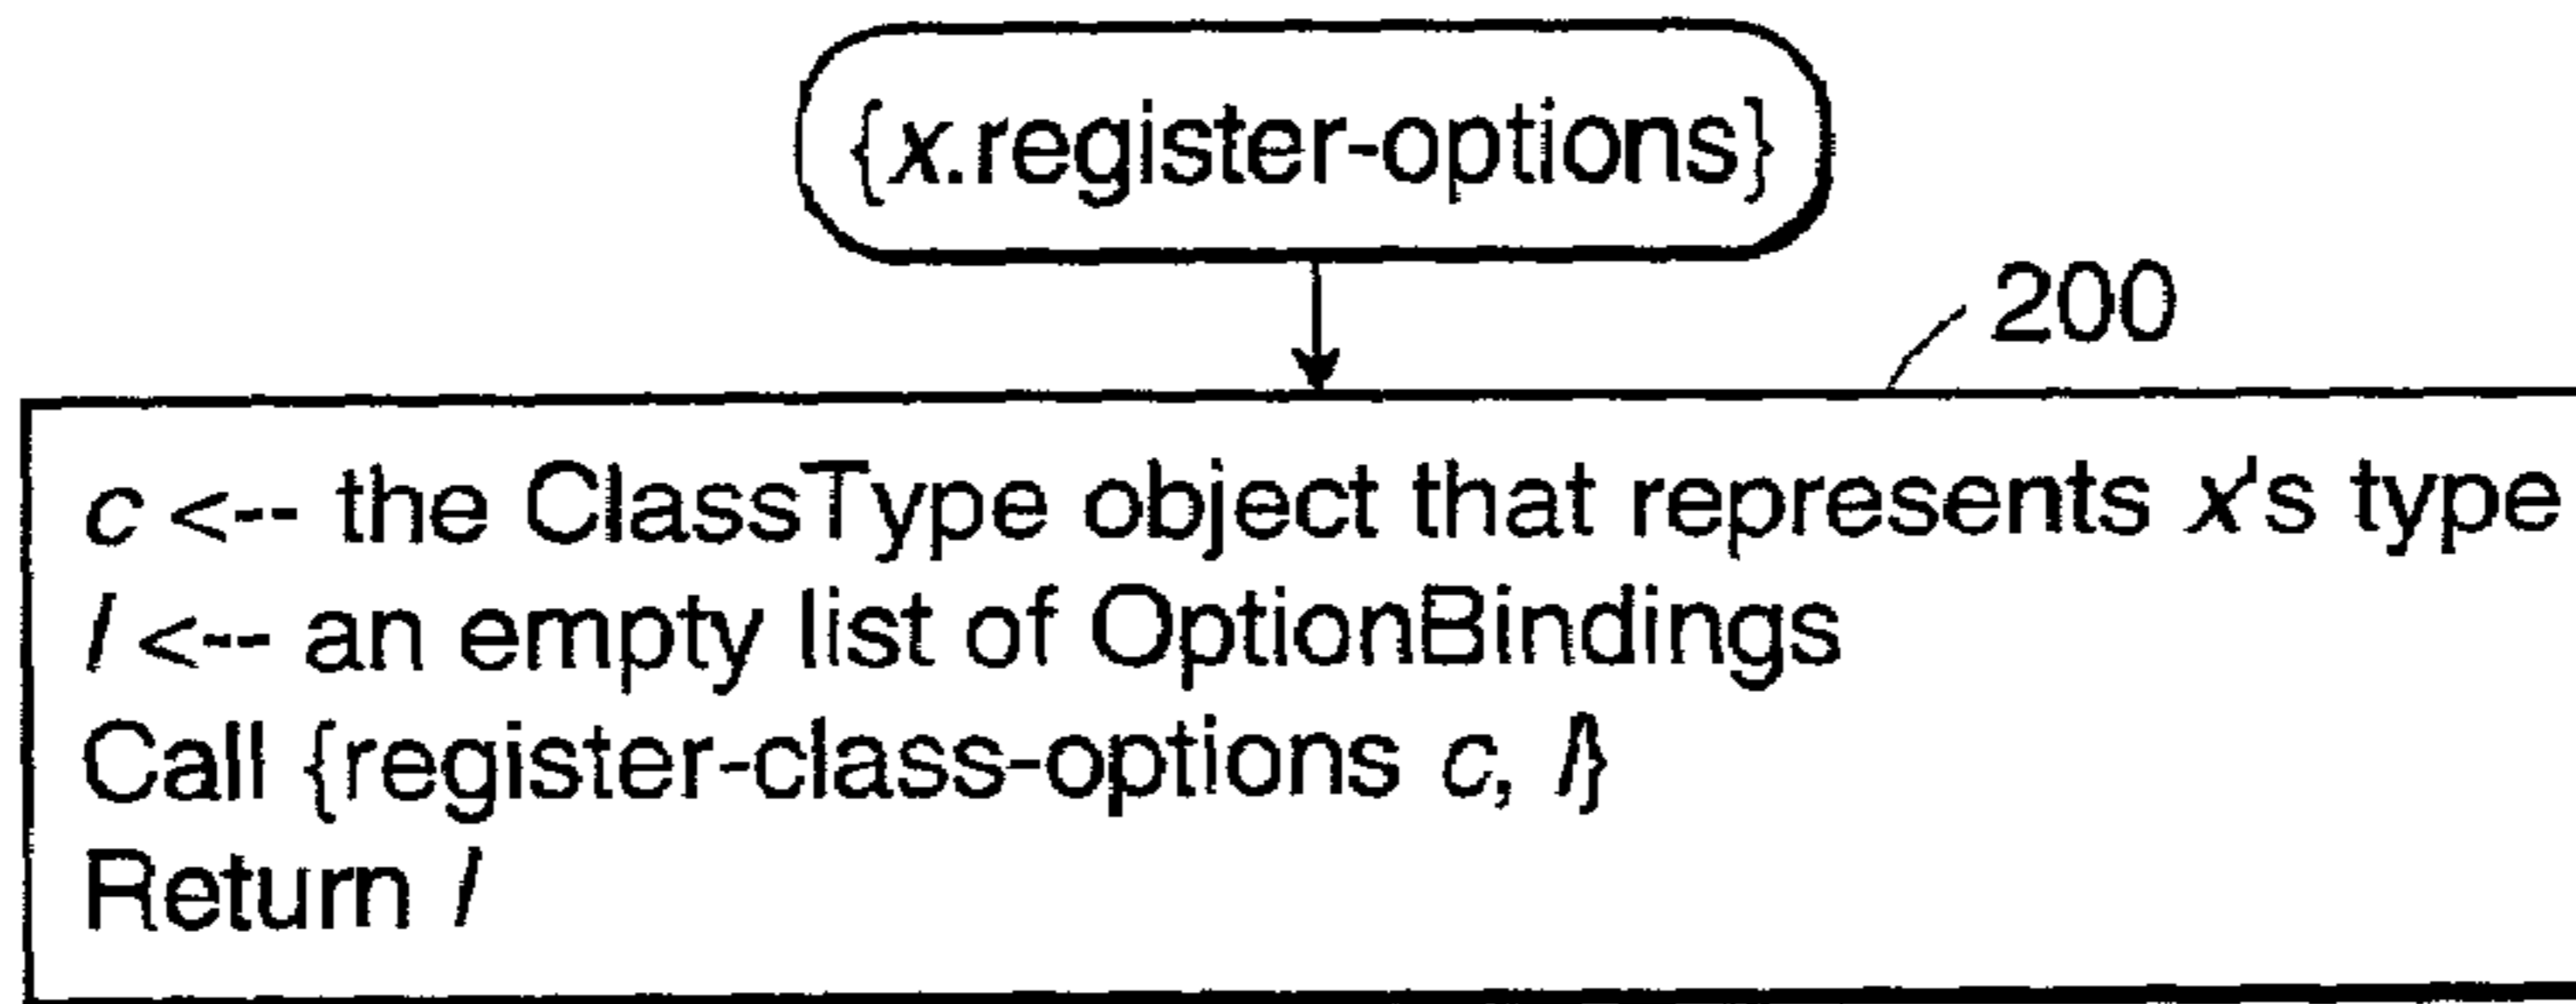 {x.register-options}
200
c <-- the ClassType object that represents x's type
l <-- an empty list of OptionBindings
Call {register-class-options c, l}
Return l